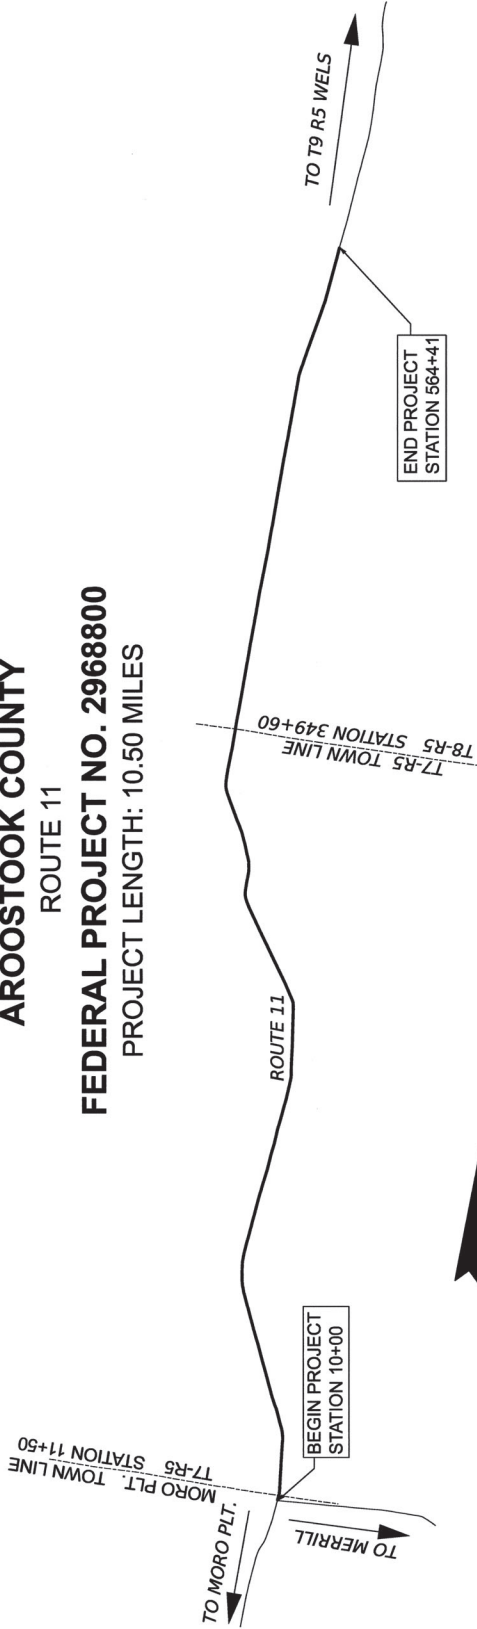 AROOSTOOK COUNTY
ROUTE 11
FEDERAL PROJECT NO. 2968800
PROJECT LENGTH: 10.50 MILES
TO MORO PLT.
MORO PLT. TOWN LINE
T7-R5 STATION 11+50
TO MERRILL
BEGIN PROJECT
STATION 10+00
ROUTE 11
T7-R5 TOWN LINE
T8-R5 STATION 349+60
END PROJECT
STATION 564+41
TO T9 R5 WELS